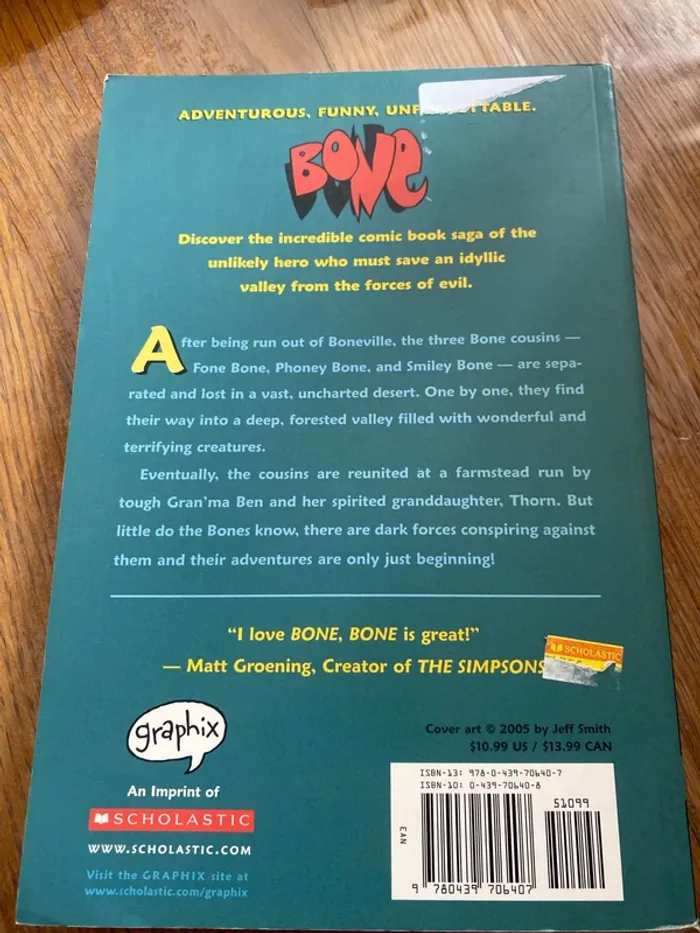 ADVENTUROUS, FUNNY, TABLE.
BONE
Discover the incredible comic book saga of the
unlikely hero who must save an idyllic
valley from the forces of evil.
After being run out of Boneville, the three Bone cousins —
Fone Bone, Phoney Bone, and Smiley Bone — are sepa-
rated and lost in a vast, uncharted desert. One by one, they find
their way into a deep, forested valley filled with wonderful and
terrifying creatures.
Eventually, the cousins are reunited at a farmstead run by
tough Gran'ma Ben and her spirited granddaughter, Thorn. But
little do the Bones know, there are dark forces conspiring against
them and their adventures are only just beginning!
“I love BONE, BONE is great!”
— Matt Groening, Creator of THE SIMPSONS
SCHOLASTIC
graphix
An Imprint of
SCHOLASTIC
WWW.SCHOLASTIC.COM
Visit the GRAPHIX site at
www.scholastic.com/graphix
Cover art © 2005 by Jeff Smith
$10.99 US / $13.99 CAN
ISBN-13: 978-0-439-70640-7
ISBN-10: 0-439-70640-8
51099
EAN
9 780439 706407